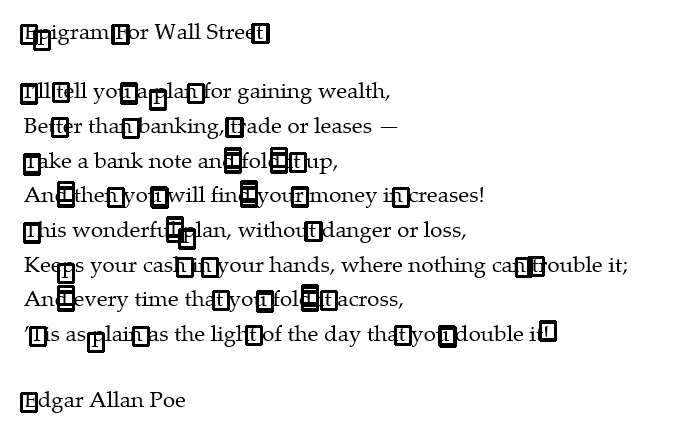 Epigram For Wall Street
I'll tell you a plan for gaining wealth,
Better than banking, trade or leases —
Take a bank note and fold it up,
And then you will find your money in creases!
This wonderful plan, without danger or loss,
Keeps your cash in your hands, where nothing can trouble it;
And every time that you fold it across,
'Tis as plain as the light of the day that you double it!
Edgar Allan Poe